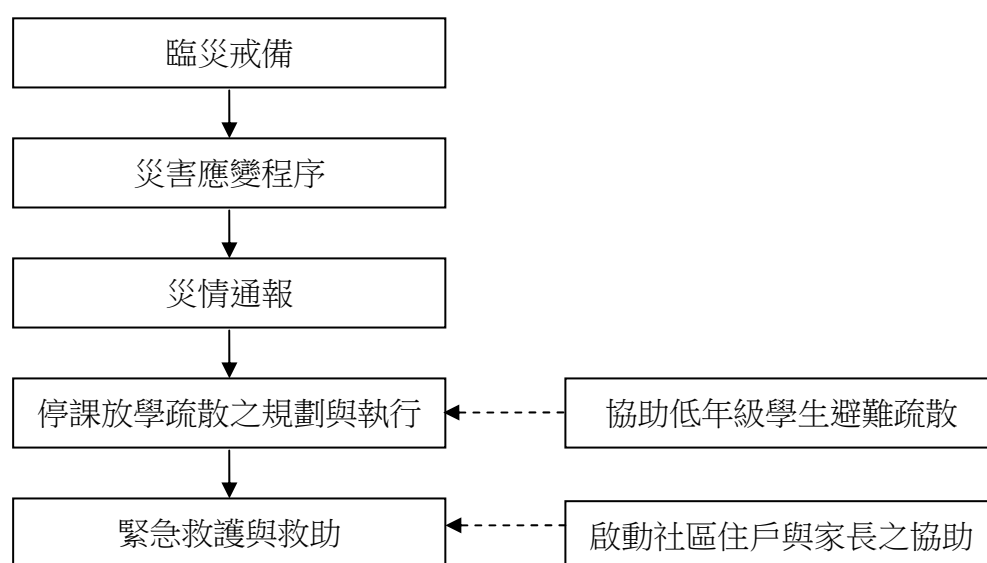 臨災戒備
災害應變程序
災情通報
停課放學疏散之規劃與執行
協助低年級學生避難疏散
緊急救護與救助
啟動社區住戶與家長之協助